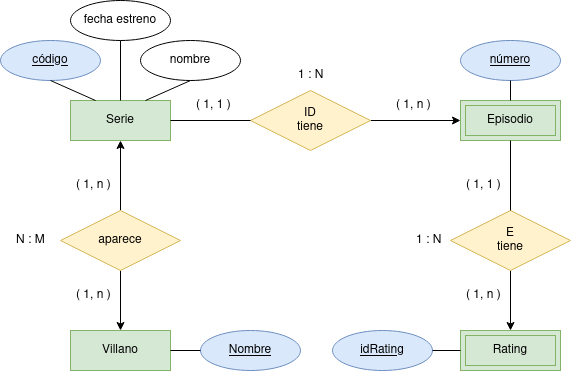 fecha estreno
código
nombre
número
1 : N
Serie
( 1, 1 )
ID
tiene
( 1, n )
Episodio
( 1, n )
( 1, 1 )
N : M
aparece
1 : N
E
tiene
( 1, n )
( 1, n )
Villano
Nombre
idRating
Rating